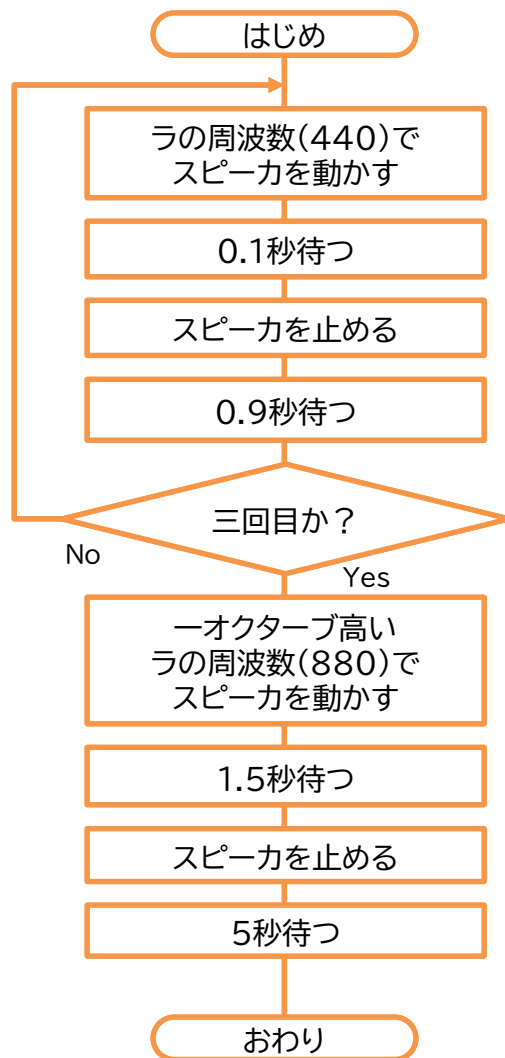 はじめ
ラの周波数(440)で
スピーカを動かす
0.1秒待つ
スピーカを止める
0.9秒待つ
三回目か？
No
Yes
一オクターブ高い
ラの周波数(880)で
スピーカを動かす
1.5秒待つ
スピーカを止める
5秒待つ
おわり